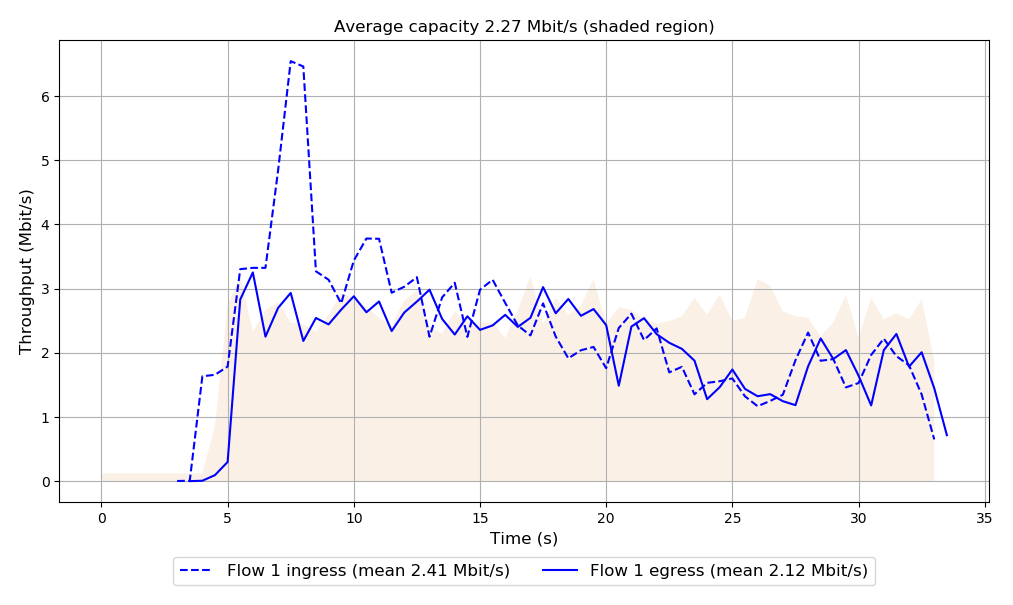 Average capacity 2.27 Mbit/s (shaded region)
Throughput (Mbit/s)
6
5
4
3
2
1
0
0 5 10 15 20 25 30 35
Time (s)
Flow 1 ingress (mean 2.41 Mbit/s) Flow 1 egress (mean 2.12 Mbit/s)